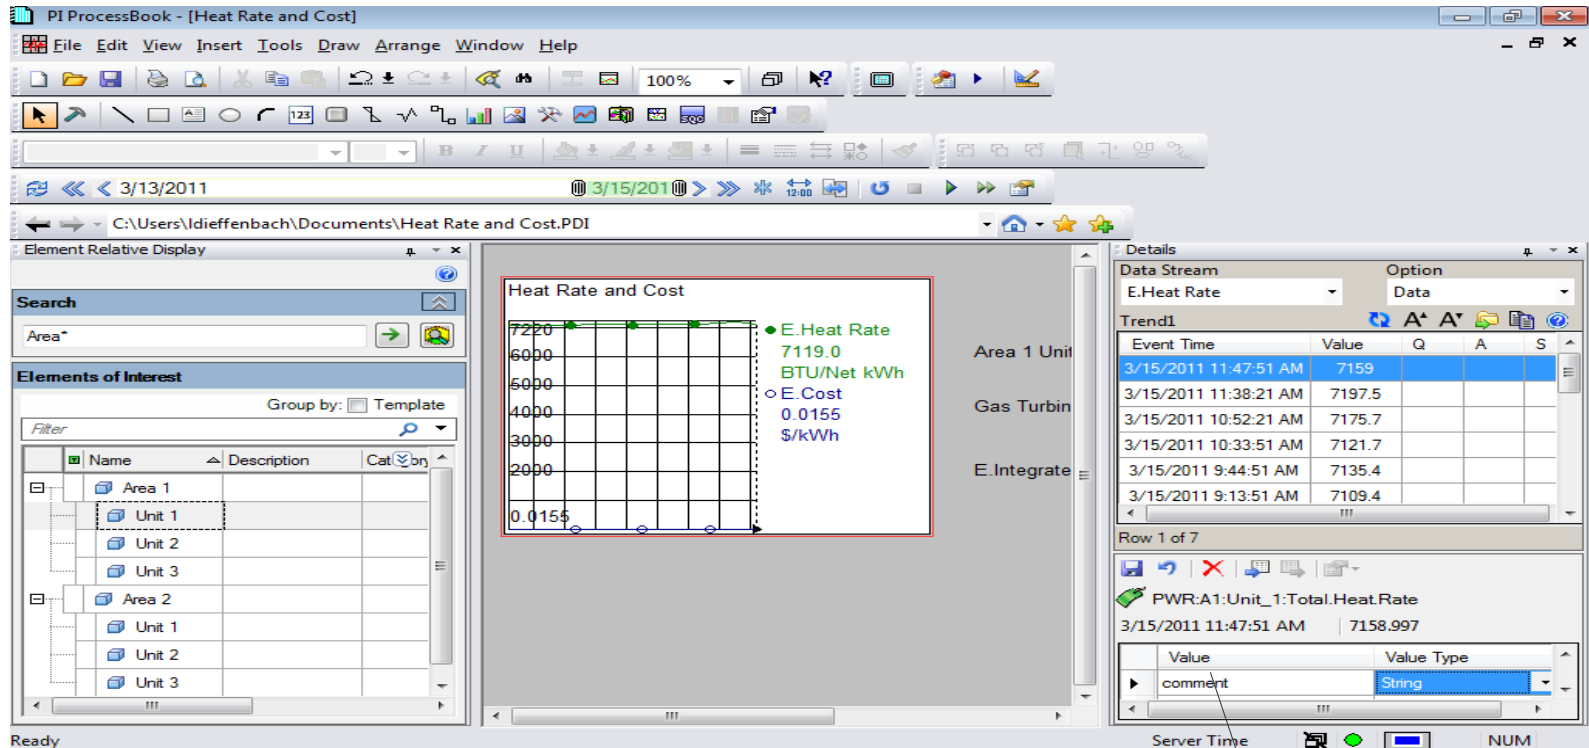 PI ProcessBook - [Heat Rate and Cost]
File Edit View Insert Tools Draw Arrange Window Help
100%
123
SQC
B I U
3/13/2011
3/15/201
12:00
C:\Users\ldieffenbach\Documents\Heat Rate and Cost.PDI
Element Relative Display
Search
Area*
Elements of Interest
Group by: Template
Filter
Name Description Cat ory
Area 1
Unit 1
Unit 2
Unit 3
Area 2
Unit 1
Unit 2
Unit 3
Heat Rate and Cost
7220
6000
5000
4000
3000
2000
0.0155
E.Heat Rate
7119.0
BTU/Net kWh
E.Cost
0.0155
$/kWh
Area 1 Unit
Gas Turbin
E.Integrate
Details
Data Stream Option
E.Heat Rate Data
Trend1
A A
Event Time Value Q A S
3/15/2011 11:47:51 AM 7159
3/15/2011 11:38:21 AM 7197.5
3/15/2011 10:52:21 AM 7175.7
3/15/2011 10:33:51 AM 7121.7
3/15/2011 9:44:51 AM 7135.4
3/15/2011 9:13:51 AM 7109.4
Row 1 of 7
PWR:A1:Unit_1:Total.Heat.Rate
3/15/2011 11:47:51 AM 7158.997
Value Value Type
comment String
Ready
Server Time NUM